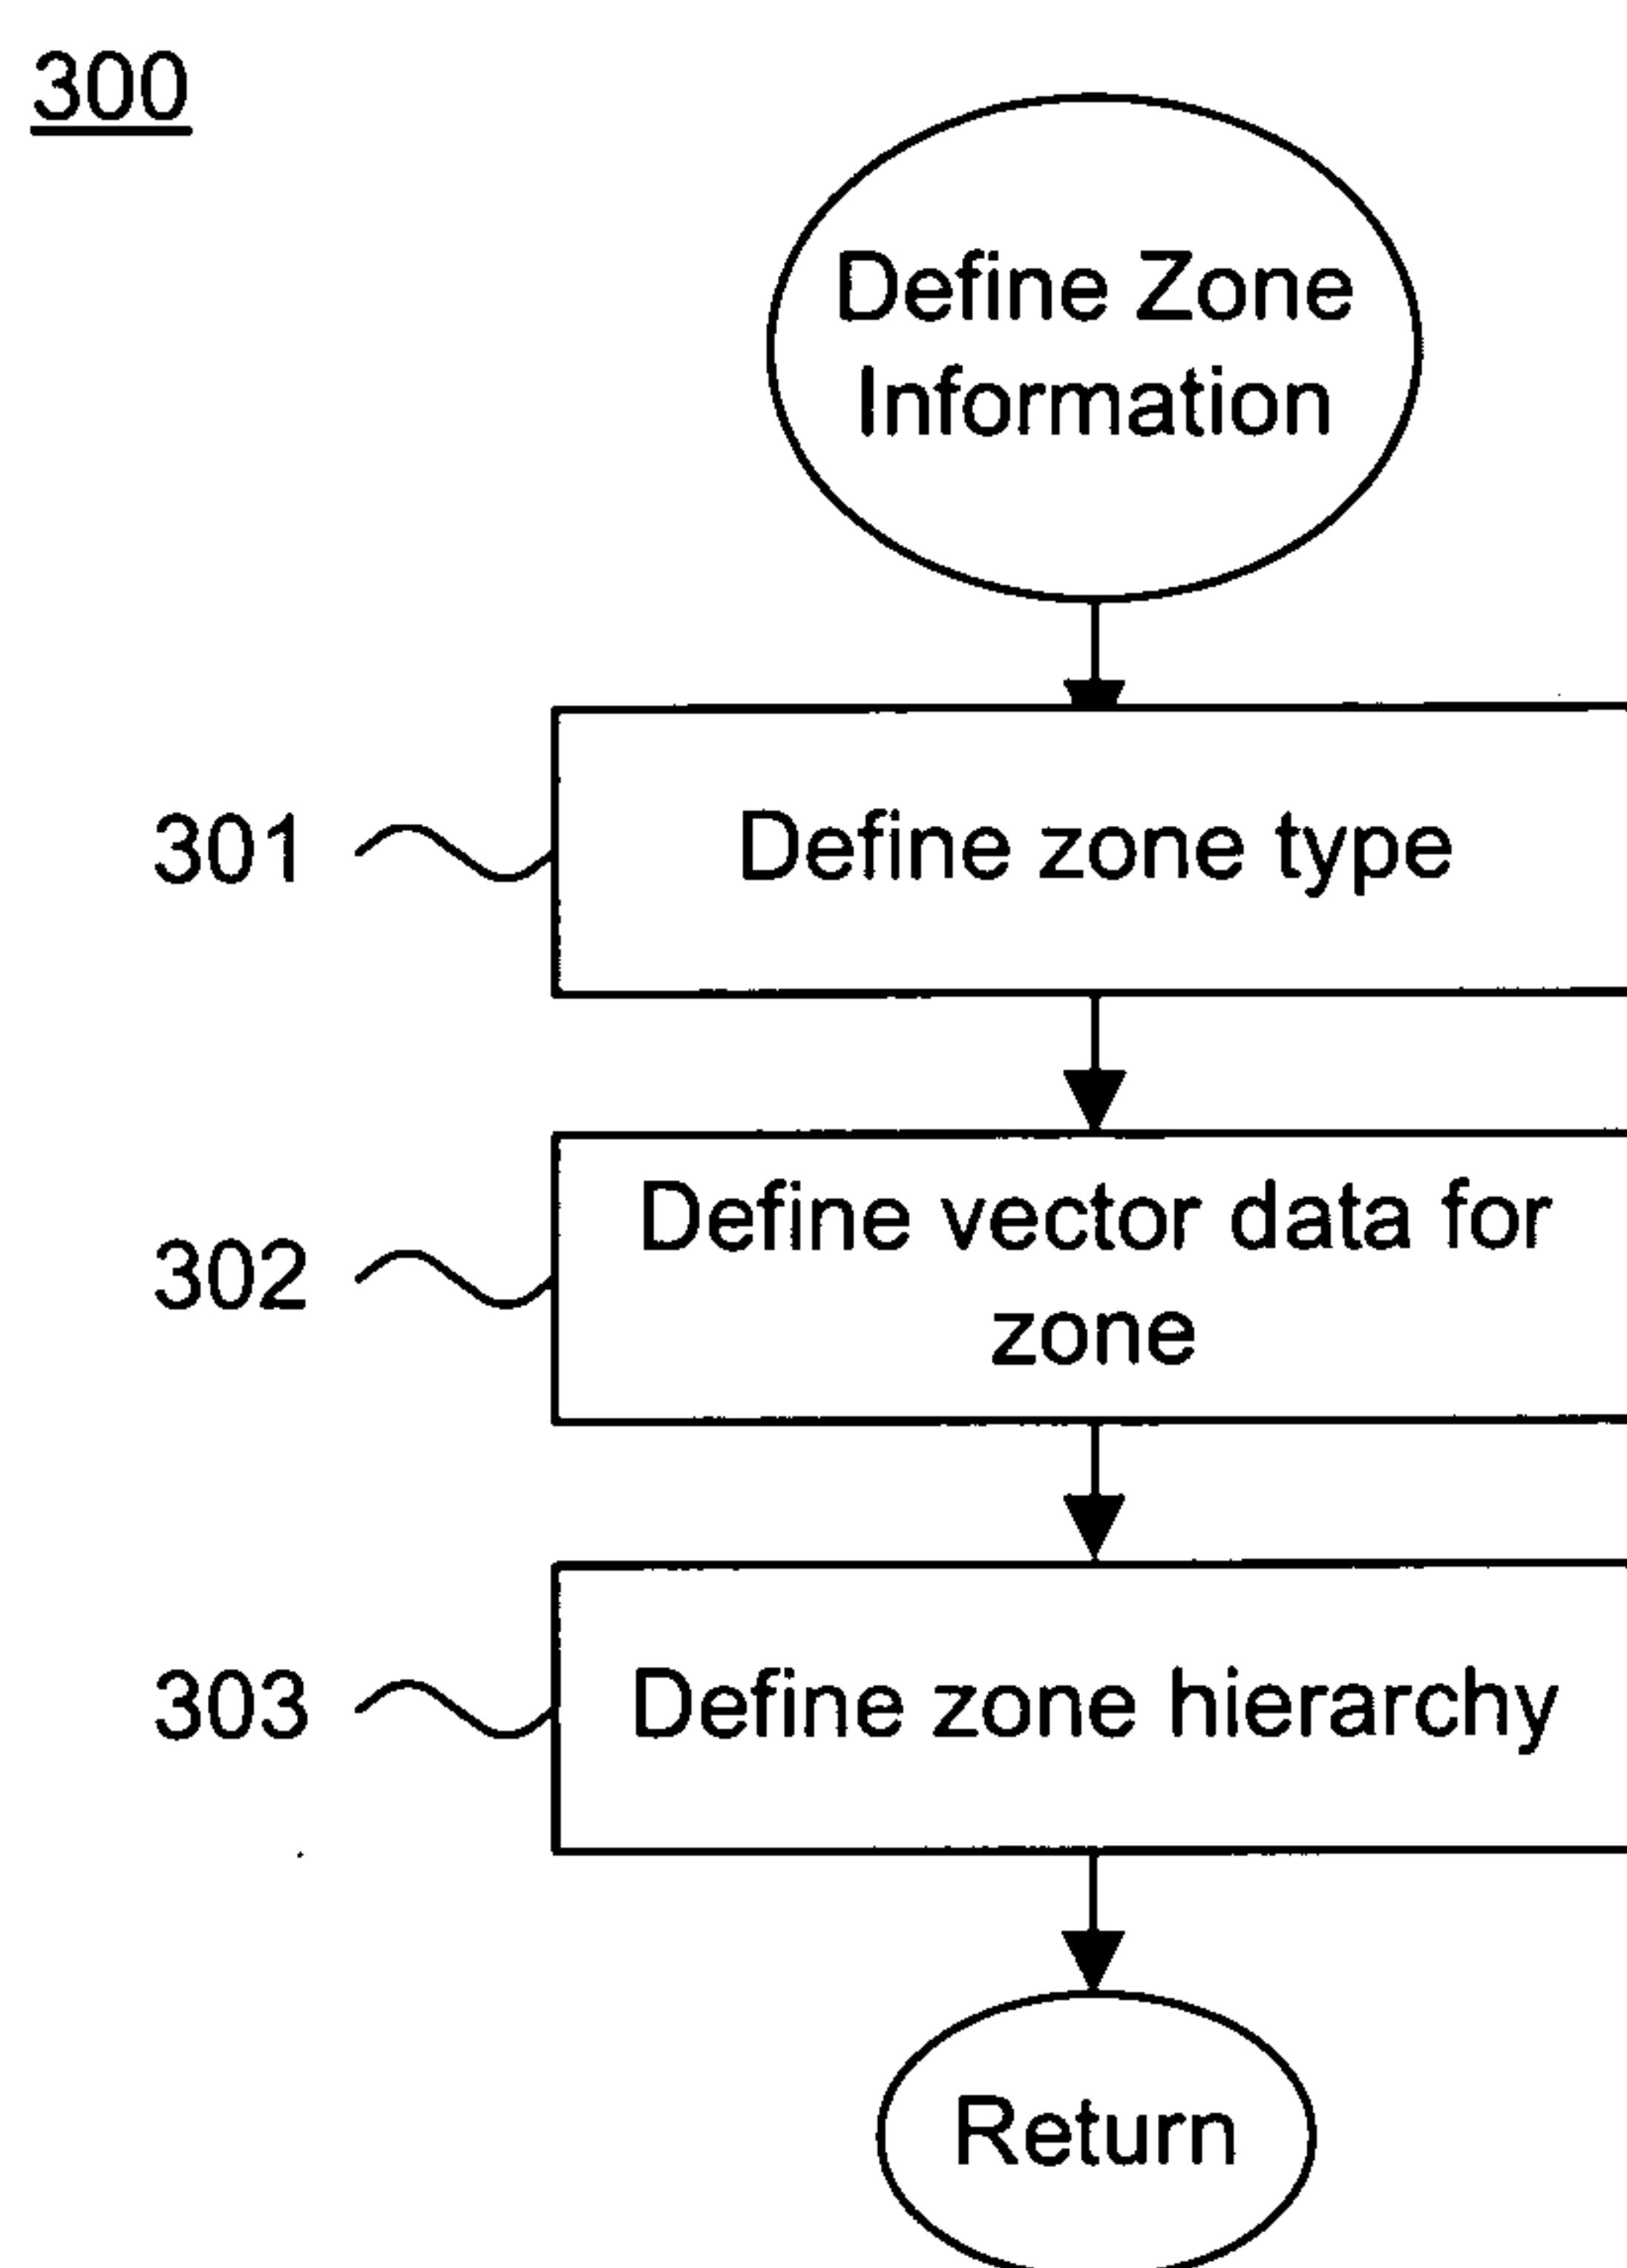 300
Define Zone
Information
301
Define zone type
302
Define vector data for
zone
303
Define zone hierarchy
Return